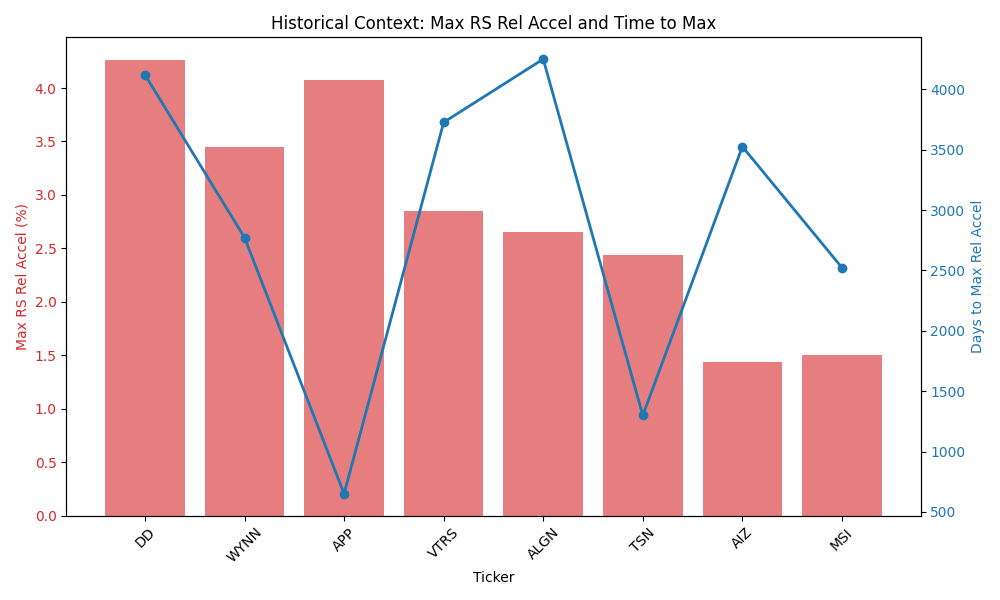 Historical Context: Max RS Rel Accel and Time to Max
Max RS Rel Accel (%)
4.0
3.5
3.0
2.5
2.0
1.5
1.0
0.5
0.0
4000
3500
3000
2500
2000
1500
1000
500
Days to Max Rel Accel
DD
WYNN
APP
VTRS
ALGN
TSN
AIZ
MSI
Ticker